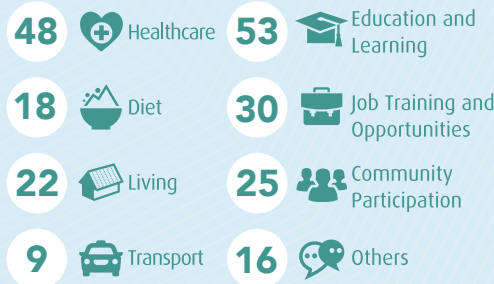 48 Healthcare
53 Education and
Learning
18 Diet
30 Job Training and
Opportunities
22 Living
25 Community
Participation
9 Transport
16 Others